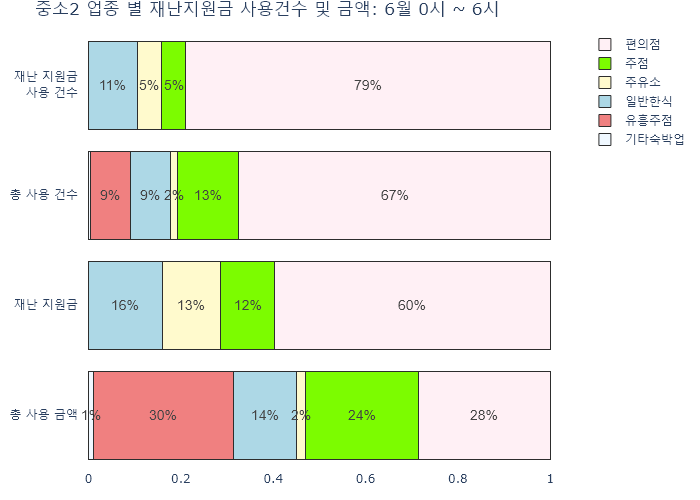 중소2 업종 별 재난지원금 사용건수 및 금액: 6월 0시 ~ 6시
편의점
주점
주유소
일반한식
유흥주점
기타숙박업
재난 지원금
사용 건수
11% 5% 5% 79%
총 사용 건수
9% 9% 2% 13% 67%
재난 지원금
16% 13% 12% 60%
총 사용 금액
1% 30% 14% 2% 24% 28%
0 0.2 0.4 0.6 0.8 1